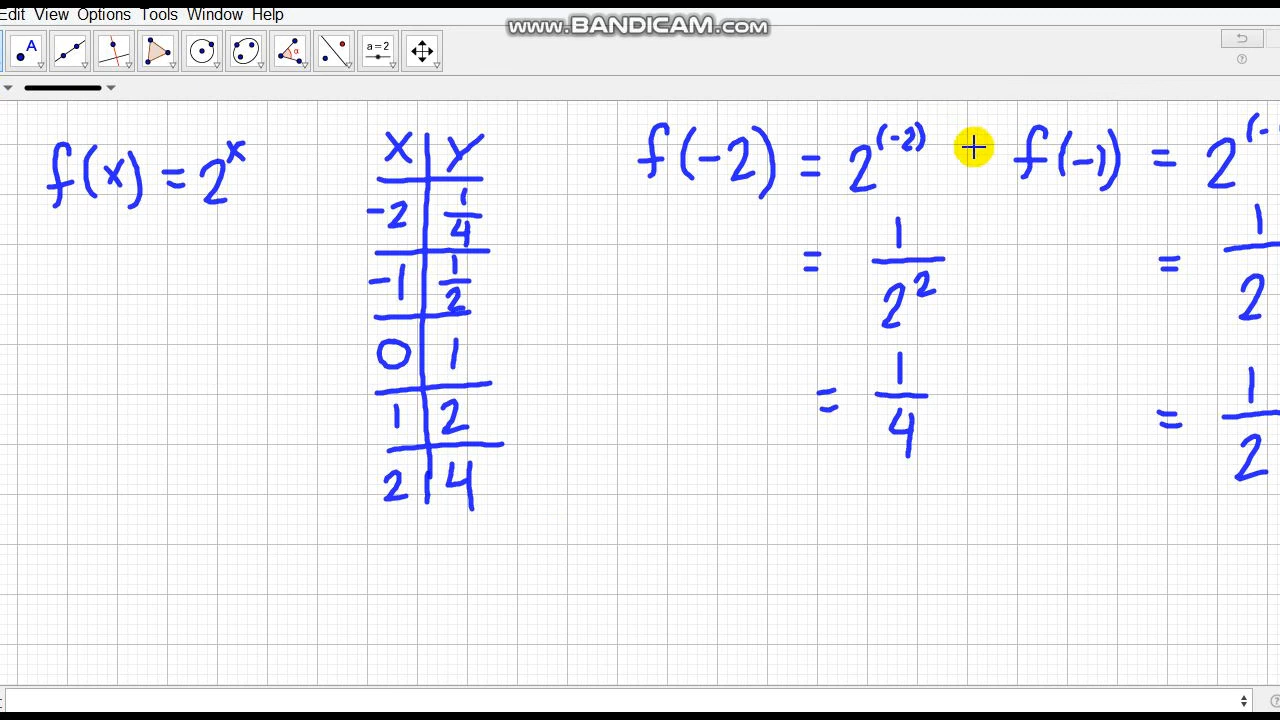 Edit View Options Tools Window Help
www.BANDICAM.com
A
α
a=2
f(x) = 2^x
X | Y
-2 | 1/4
-1 | 1/2
0 | 1
1 | 2
2 | 4
f(-2) = 2^(-2)
= 1/2^2
= 1/4
f(-1) = 2^(-
= 1/2
= 1/2